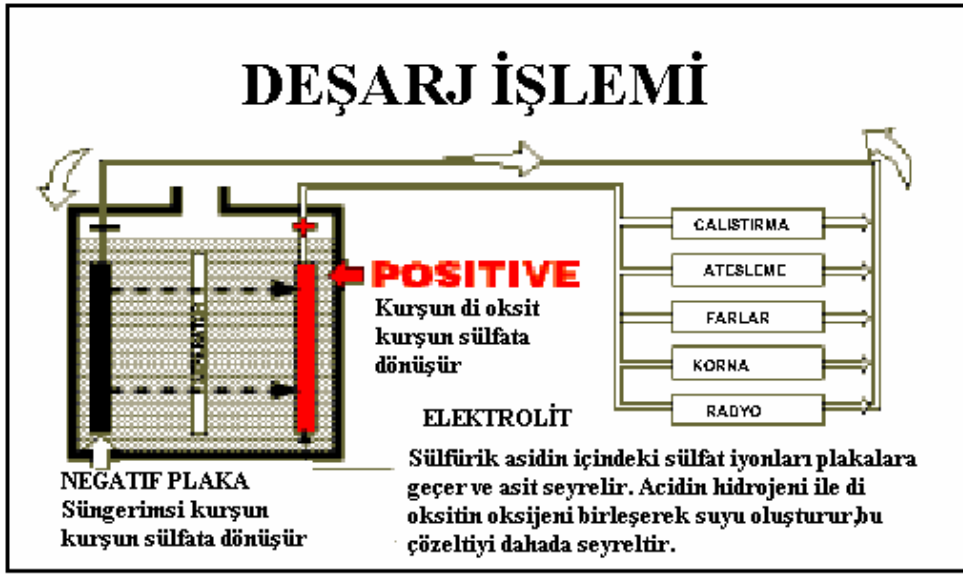 DEŞARJ İŞLEMİ
CALISTIRMA
ATESLEME
FARLAR
KORNA
RADYO
POSITIVE
Kurşun di oksit
kurşun sülfata
dönüşür
ELEKTROLİT
Sülfürik asidin içindeki sülfat iyonları plakalara
geçer ve asit seyrelir. Acidin hidrojeni ile di
oksitin oksijeni birleşerek suyu oluşturur,bu
çözeltiyi dahada seyreltir.
NEGATIF PLAKA
Süngerimsi kurşun
kurşun sülfata dönüşür